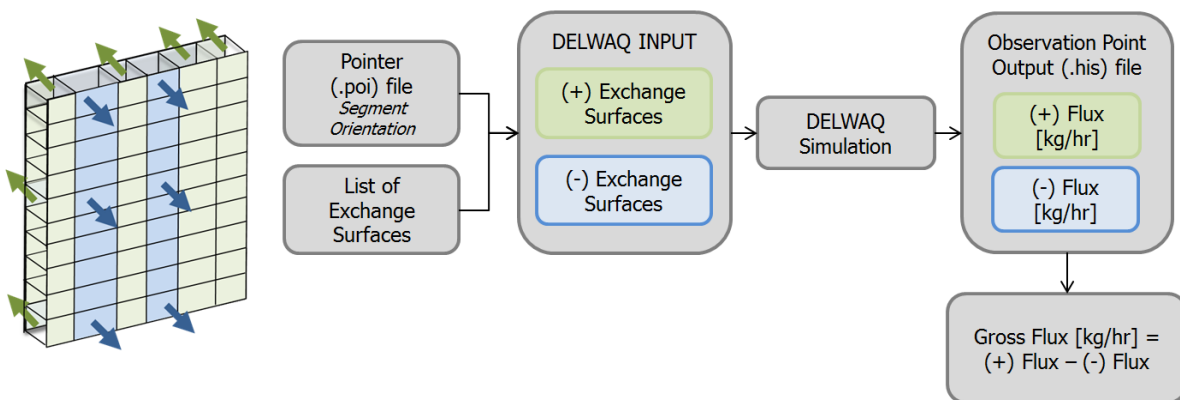 Pointer
(.poi) file
Segment
Orientation
List of
Exchange
Surfaces
DELWAQ INPUT
(+) Exchange
Surfaces
(-) Exchange
Surfaces
DELWAQ
Simulation
Observation Point
Output (.his) file
(+) Flux
[kg/hr]
(-) Flux
[kg/hr]
Gross Flux [kg/hr] =
(+) Flux – (-) Flux